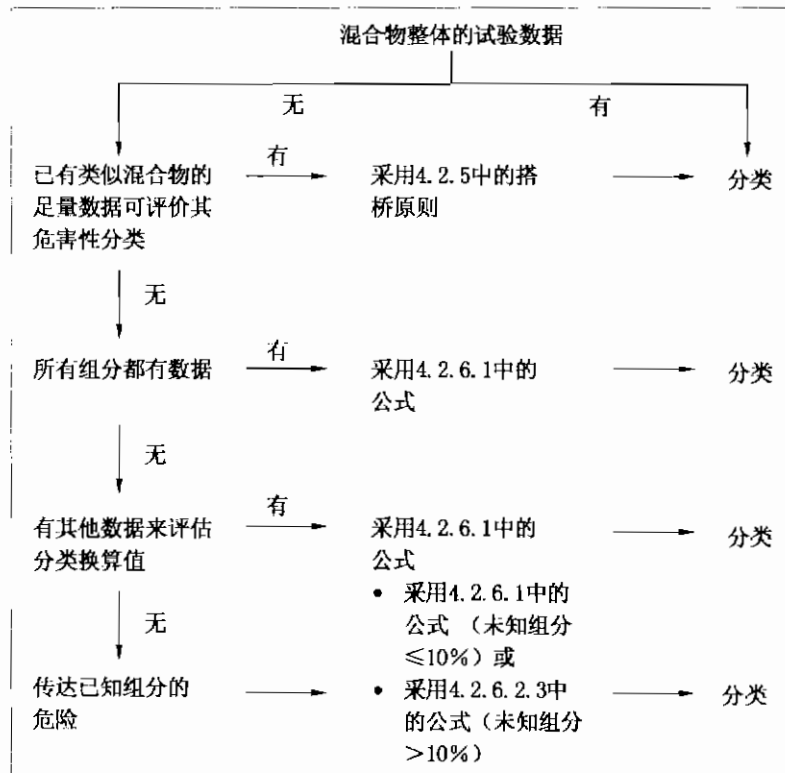 混合物整体的试验数据
无
有
已有类似混合物的
足量数据可评价其
危害性分类
有
采用4.2.5中的搭
桥原则
分类
无
所有组分都有数据
有
采用4.2.6.1中的
公式
分类
无
有其他数据来评估
分类换算值
有
采用4.2.6.1中的
公式
分类
无
传达已知组分的
危险
• 采用4.2.6.1中的
公式 （未知组分
≤10%）或
• 采用4.2.6.2.3中
的公式（未知组分
>10%）
分类